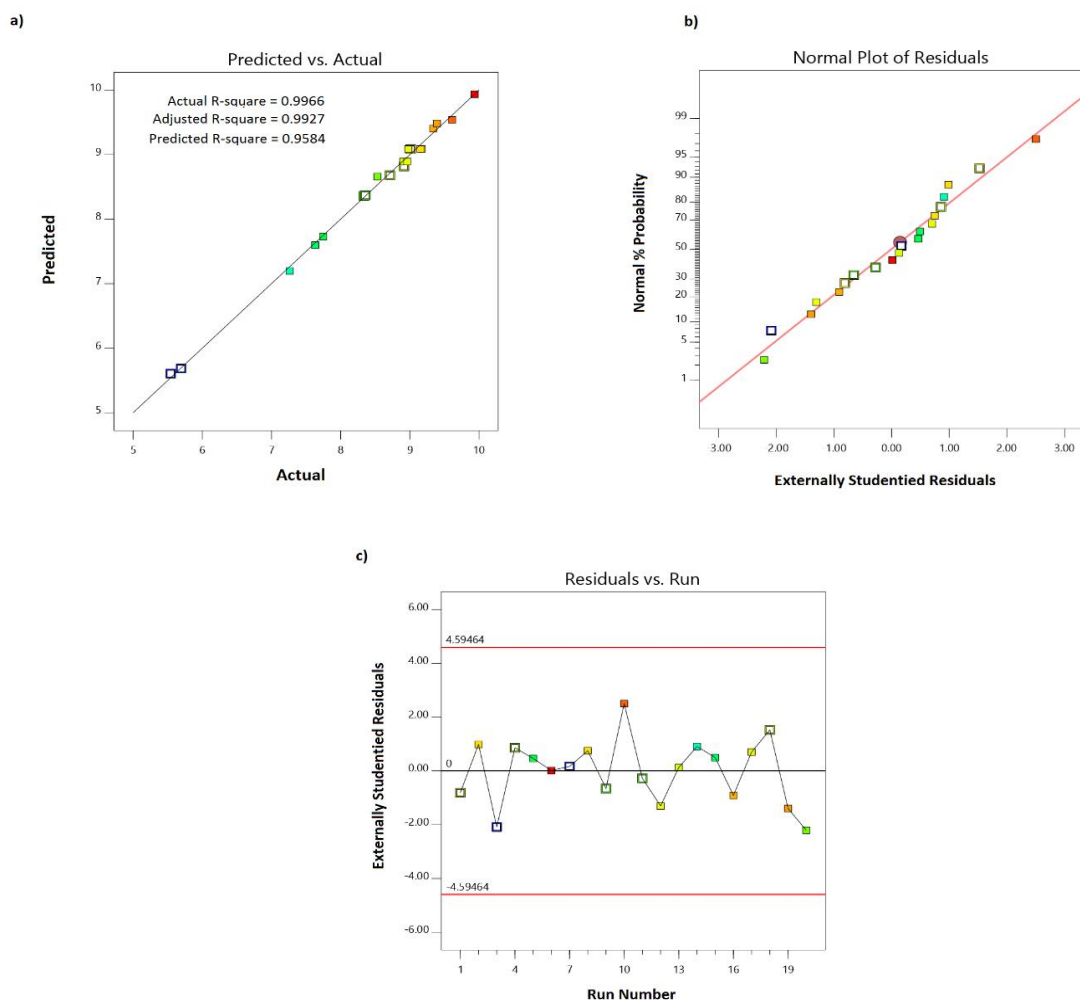 a)
Predicted vs. Actual
Actual R-square = 0.9966
Adjusted R-square = 0.9927
Predicted R-square = 0.9584
10
9
8
7
6
5
Predicted
5 6 7 8 9 10
Actual
b)
Normal Plot of Residuals
99
95
90
80
70
50
30
20
10
5
1
Normal % Probability
3.00 2.00 1.00 0.00 1.00 2.00 3.00
Externally Studentied Residuals
c)
Residuals vs. Run
6.00
4.00
2.00
0.00
-2.00
-4.00
-6.00
4.59464
0
-4.59464
Externally Studentied Residuals
1 4 7 10 13 16 19
Run Number